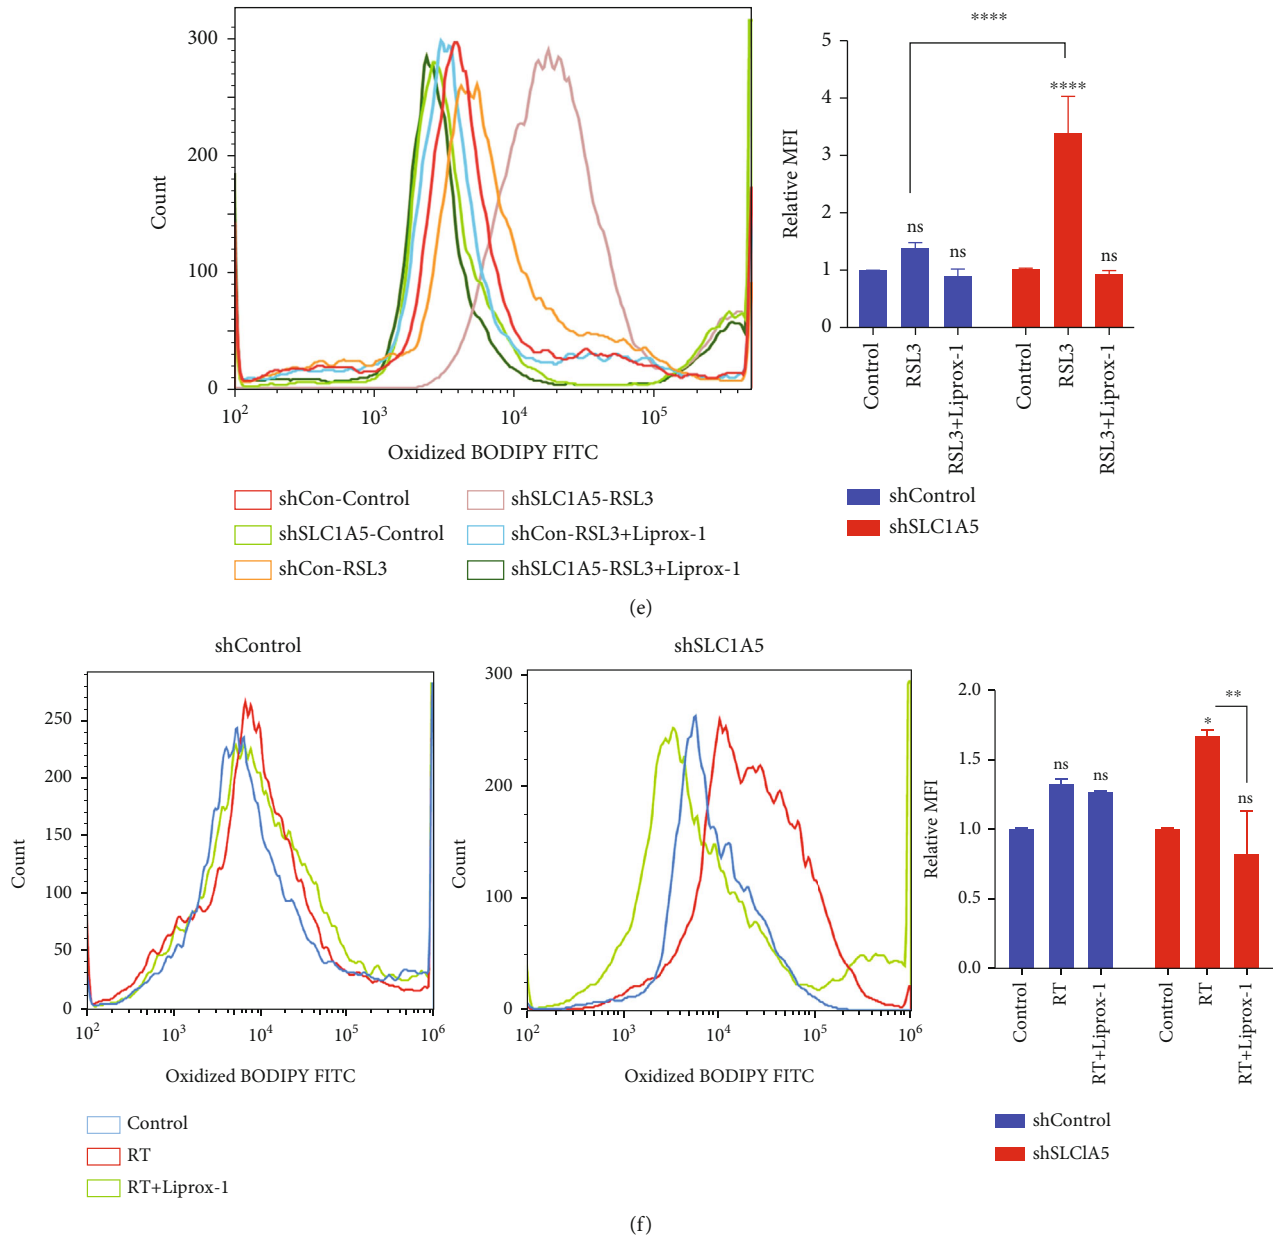 300
200
100
0
Count
10²
10³
10⁴
10⁵
Oxidized BODIPY FITC
shCon-Control
shSLC1A5-Control
shCon-RSL3
shSLC1A5-RSL3
shCon-RSL3+Liprox-1
shSLC1A5-RSL3+Liprox-1
****
5
4
3
2
1
0
Relative MFI
ns
ns
****
ns
Control
RSL3
RSL3+Liprox-1
Control
RSL3
RSL3+Liprox-1
shControl
shSLC1A5
(e)
shControl
250
200
150
100
50
0
Count
10²
10³
10⁴
10⁵
10⁶
Oxidized BODIPY FITC
Control
RT
RT+Liprox-1
shSLC1A5
300
200
100
0
Count
10²
10³
10⁴
10⁵
10⁶
Oxidized BODIPY FITC
2.0
1.5
1.0
0.5
0.0
Relative MFI
ns
ns
*
**
ns
Control
RT
RT+Liprox-1
Control
RT
RT+Liprox-1
shControl
shSLClA5
(f)